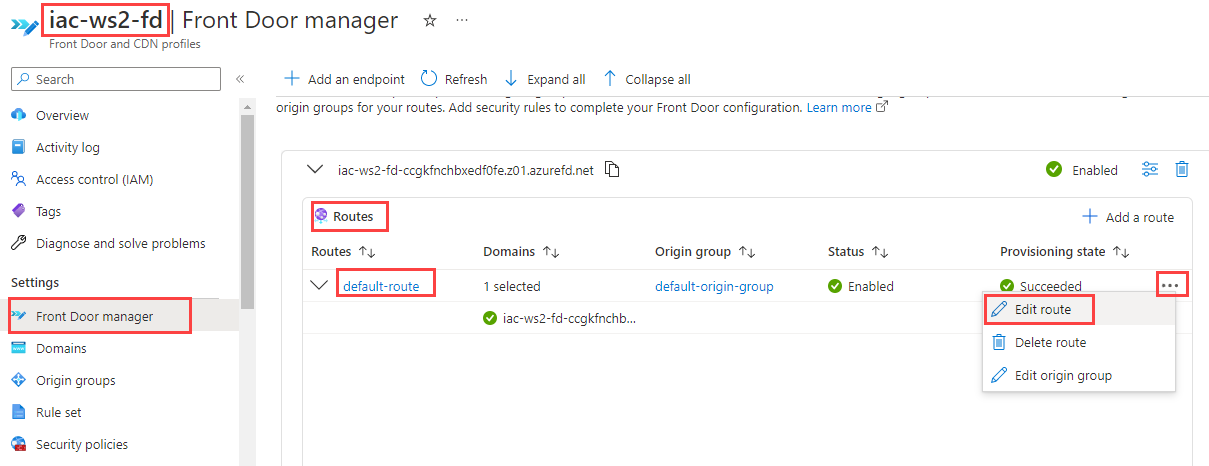 iac-ws2-fd | Front Door manager
Front Door and CDN profiles
Search
Overview
Activity log
Access control (IAM)
Tags
Diagnose and solve problems
Settings
Front Door manager
Domains
Origin groups
Rule set
Security policies
Add an endpoint Refresh Expand all Collapse all
origin groups for your routes. Add security rules to complete your Front Door configuration. Learn more
iac-ws2-fd-ccgkfnchbxedf0fe.z01.azurefd.net Enabled
Routes Add a route
Routes Domains Origin group Status Provisioning state
default-route 1 selected default-origin-group Enabled Succeeded
iac-ws2-fd-ccgkfnchb...
Edit route
Delete route
Edit origin group